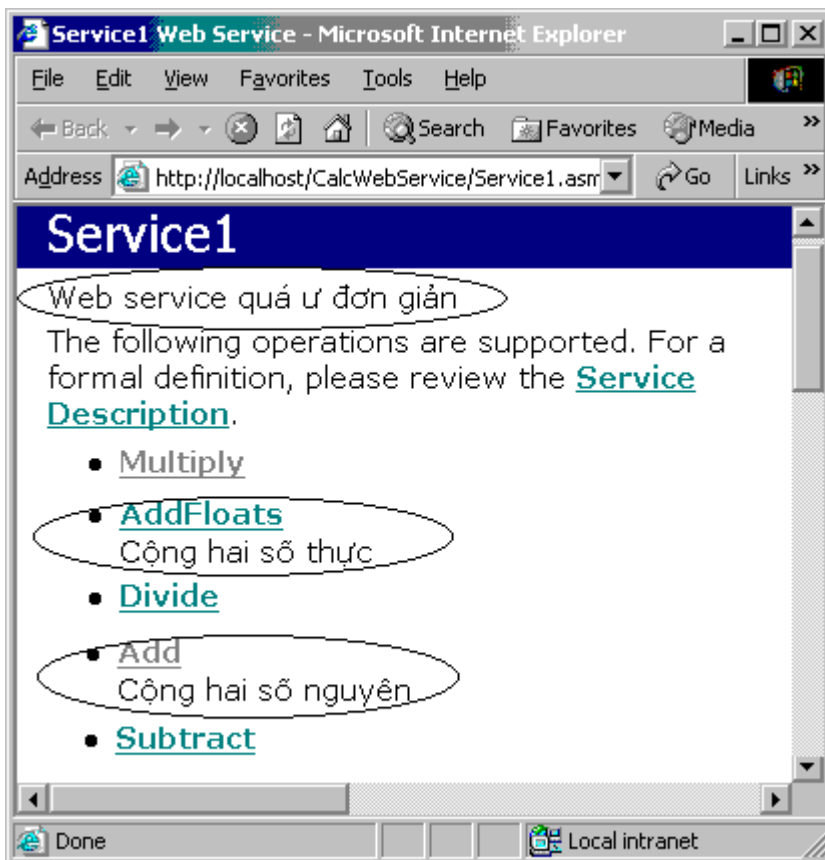 Service1 Web Service - Microsoft Internet Explorer
File Edit View Favorites Tools Help
Back Search Favorites Media »
Address http://localhost/CalcWebService/Service1.asm Go Links »
Service1
Web service quá ư đơn giản
The following operations are supported. For a
formal definition, please review the Service
Description.
• Multiply
• AddFloats
Cộng hai số thực
• Divide
• Add
Cộng hai số nguyên
• Subtract
Done Local intranet